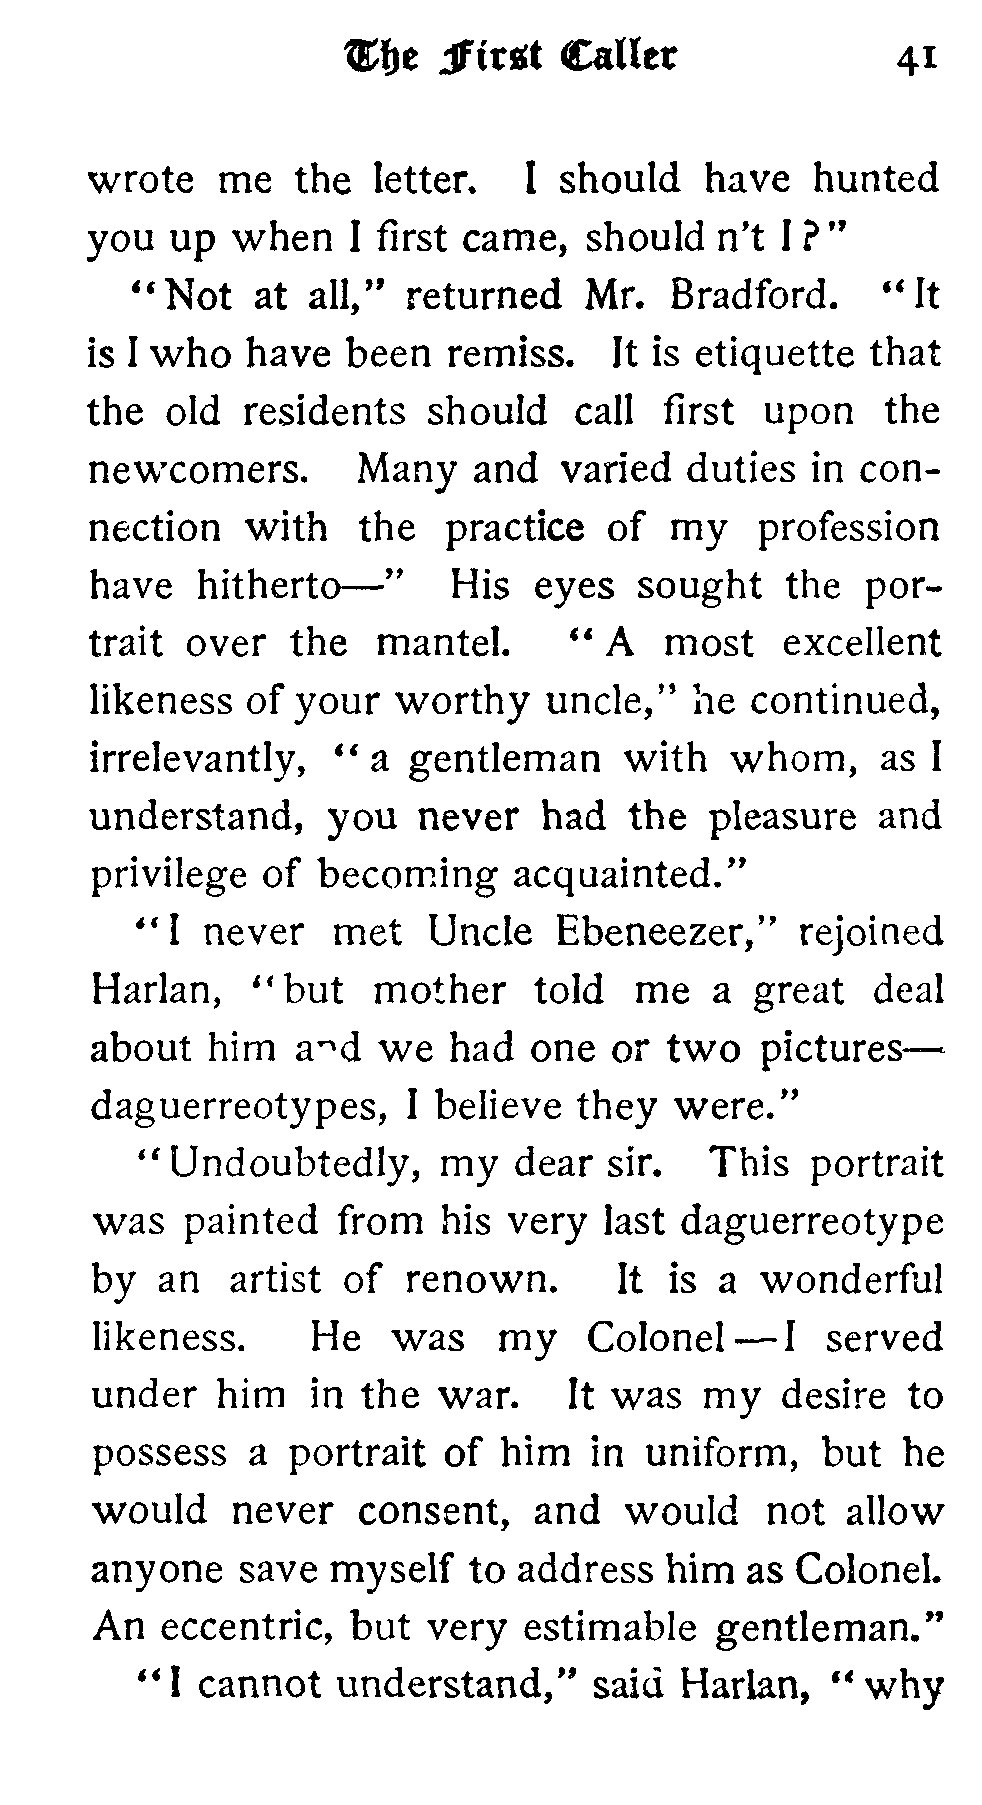 The First Caller 41
wrote me the letter. I should have hunted
you up when I first came, should n't I?"
"Not at all," returned Mr. Bradford. "It
is I who have been remiss. It is etiquette that
the old residents should call first upon the
newcomers. Many and varied duties in con-
nection with the practice of my profession
have hitherto—" His eyes sought the por-
trait over the mantel. "A most excellent
likeness of your worthy uncle," he continued,
irrelevantly, "a gentleman with whom, as I
understand, you never had the pleasure and
privilege of becoming acquainted."
"I never met Uncle Ebeneezer," rejoined
Harlan, "but mother told me a great deal
about him and we had one or two pictures—
daguerreotypes, I believe they were."
"Undoubtedly, my dear sir. This portrait
was painted from his very last daguerreotype
by an artist of renown. It is a wonderful
likeness. He was my Colonel—I served
under him in the war. It was my desire to
possess a portrait of him in uniform, but he
would never consent, and would not allow
anyone save myself to address him as Colonel.
An eccentric, but very estimable gentleman."
"I cannot understand," said Harlan, "why